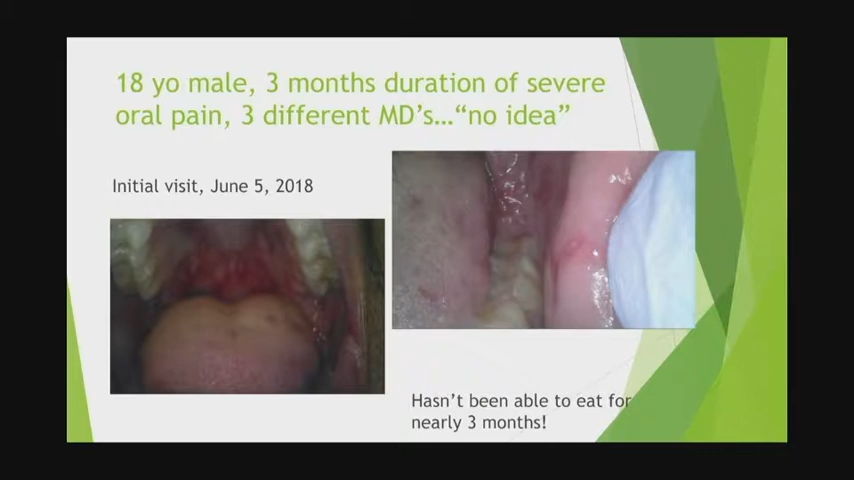 18 yo male, 3 months duration of severe
oral pain, 3 different MD's…“no idea”
Initial visit, June 5, 2018
Hasn't been able to eat for
nearly 3 months!